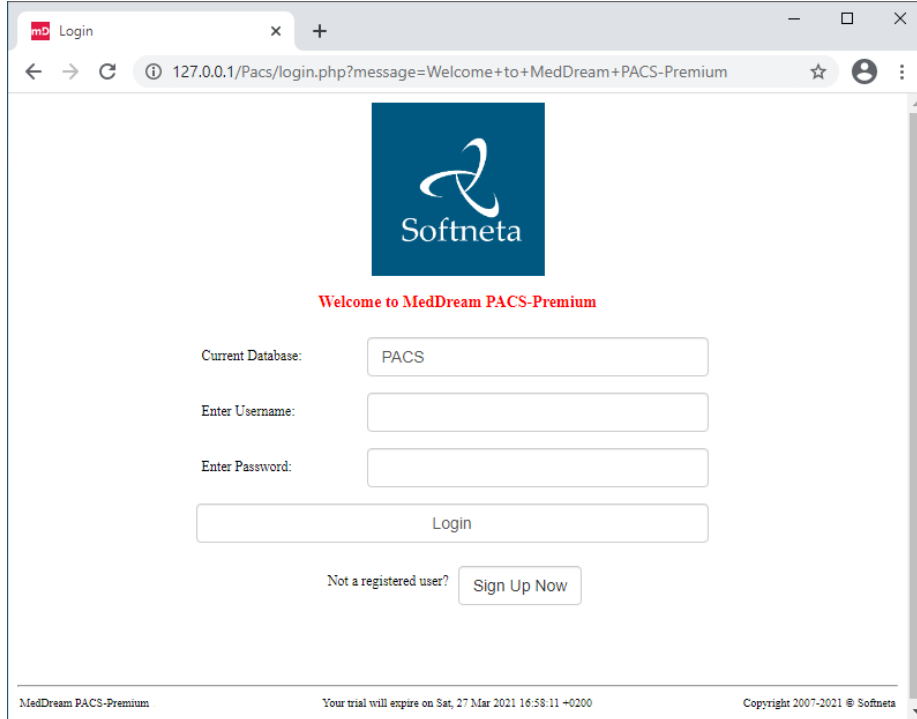 mD Login
127.0.0.1/Pacs/login.php?message=Welcome+to+MedDream+PACS-Premium
Softneta
Welcome to MedDream PACS-Premium
Current Database: PACS
Enter Username:
Enter Password:
Login
Not a registered user? Sign Up Now
MedDream PACS-Premium Your trial will expire on Sat, 27 Mar 2021 16:58:11 +0200 Copyright 2007-2021 © Softneta